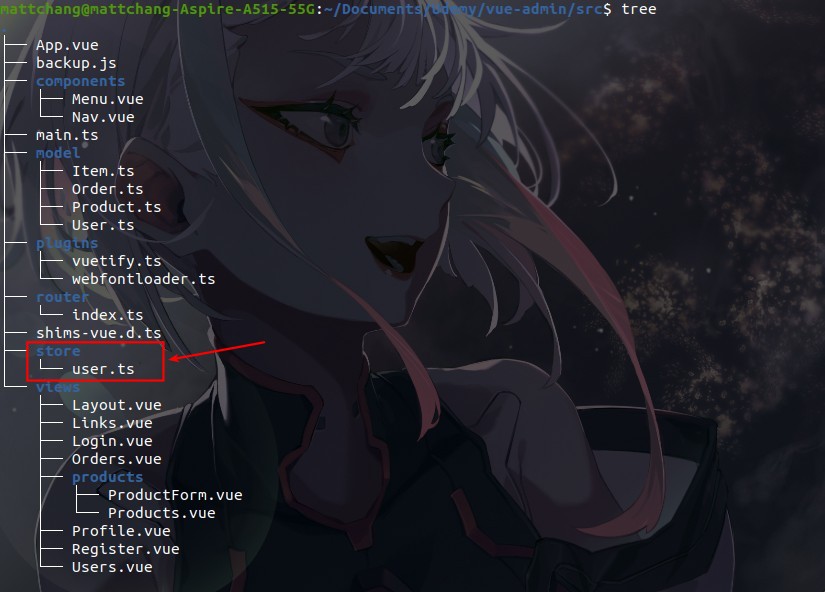 mattchang@mattchang-Aspire-A515-55G:~/Documents/Udemy/vue-admin/src$ tree
.
├── App.vue
├── backup.js
├── components
│   ├── Menu.vue
│   └── Nav.vue
├── main.ts
├── model
│   ├── Item.ts
│   ├── Order.ts
│   ├── Product.ts
│   └── User.ts
├── plugins
│   ├── vuetify.ts
│   └── webfontloader.ts
├── router
│   └── index.ts
├── shims-vue.d.ts
├── store
│   └── user.ts
└── views
    ├── Layout.vue
    ├── Links.vue
    ├── Login.vue
    ├── Orders.vue
    ├── products
    │   ├── ProductForm.vue
    │   └── Products.vue
    ├── Profile.vue
    ├── Register.vue
    └── Users.vue